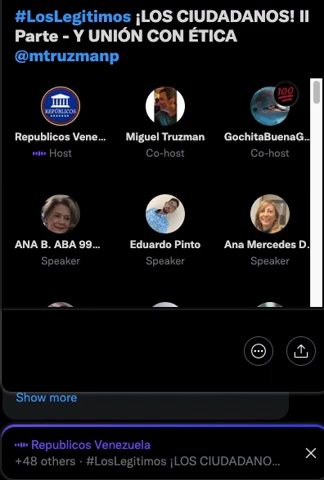 #LosLegitimos ¡LOS CIUDADANOS! II
Parte - Y UNIÓN CON ÉTICA
@mtruzmanp
100
REPÚBLICOS
Republicos Vene... Miguel Truzman GochitaBuenaG...
Host Co-host Co-host
ANA B. ABA 99... Eduardo Pinto Ana Mercedes D.
Speaker Speaker Speaker
Show more
Republicos Venezuela
+48 others · #LosLegitimos ¡LOS CIUDADANO...